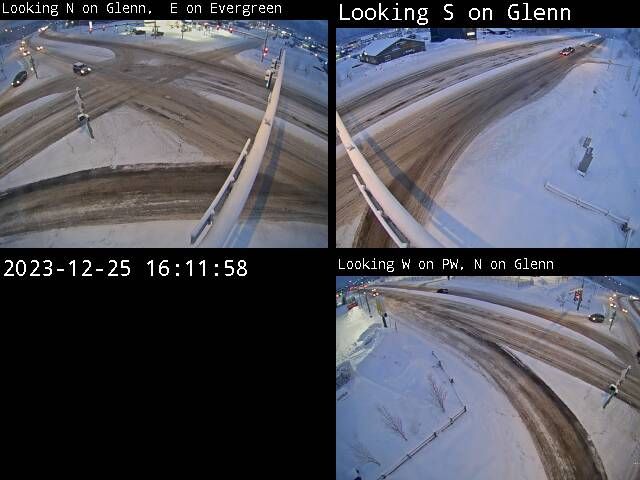 Looking N on Glenn, E on Evergreen
Looking S on Glenn
2023-12-25 16:11:58
Looking W on PW, N on Glenn